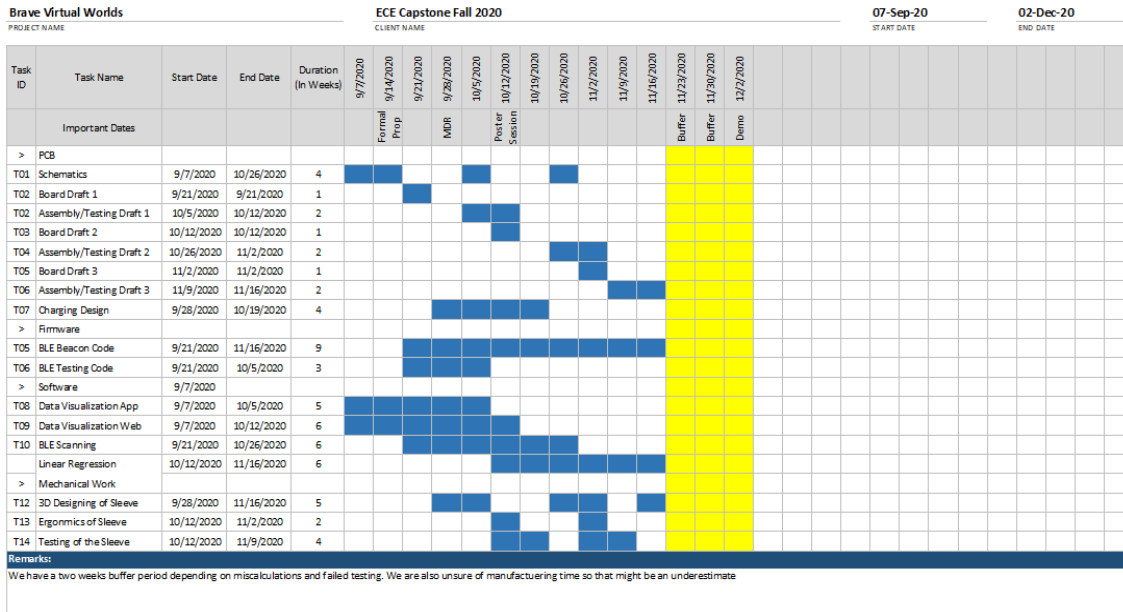 Brave Virtual Worlds ECE Capstone Fall 2020 07-Sep-20 02-Dec-20
PROJECT NAME CLIENT NAME START DATE END DATE
Task ID Task Name Start Date End Date Duration (In Weeks) 9/7/2020 9/14/2020 9/21/2020 9/28/2020 10/5/2020 10/12/2020 10/19/2020 10/26/2020 11/2/2020 11/9/2020 11/16/2020 11/23/2020 11/30/2020 12/2/2020
Important Dates Formal Prop MDR Poster Session Buffer Buffer Demo
> PCB
T01 Schematics 9/7/2020 10/26/2020 4
T02 Board Draft 1 9/21/2020 9/21/2020 1
T02 Assembly/Testing Draft 1 10/5/2020 10/12/2020 2
T03 Board Draft 2 10/12/2020 10/12/2020 1
T04 Assembly/Testing Draft 2 10/26/2020 11/2/2020 2
T05 Board Draft 3 11/2/2020 11/2/2020 1
T06 Assembly/Testing Draft 3 11/9/2020 11/16/2020 2
T07 Charging Design 9/28/2020 10/19/2020 4
> Firmware
T05 BLE Beacon Code 9/21/2020 11/16/2020 9
T06 BLE Testing Code 9/21/2020 10/5/2020 3
> Software 9/7/2020
T08 Data Visualization App 9/7/2020 10/5/2020 5
T09 Data Visualization Web 9/7/2020 10/12/2020 6
T10 BLE Scanning 9/21/2020 10/26/2020 6
Linear Regression 10/12/2020 11/16/2020 6
> Mechanical Work
T12 3D Designing of Sleeve 9/28/2020 11/16/2020 5
T13 Ergonmics of Sleeve 10/12/2020 11/2/2020 2
T14 Testing of the Sleeve 10/12/2020 11/9/2020 4
Remarks:
We have a two weeks buffer period depending on miscalculations and failed testing. We are also unsure of manufactuering time so that might be an underestimate